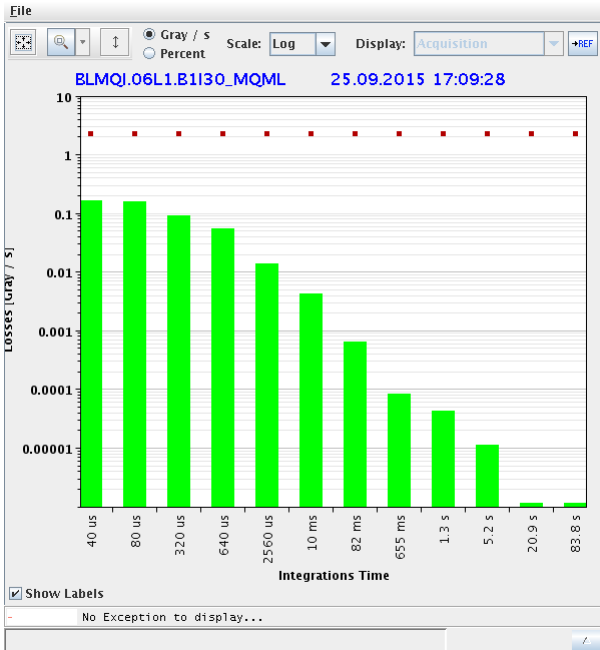 File
Gray / s
Percent
Scale: Log
Display: Acquisition
REF
BLMQI.06L1.B1I30_MQML 25.09.2015 17:09:28
10
1
0.1
0.01
0.001
0.0001
0.00001
Losses [Gray / s]
40 us
80 us
320 us
640 us
2560 us
10 ms
82 ms
655 ms
1.3 s
5.2 s
20.9 s
83.8 s
Integrations Time
Show Labels
- No Exception to display...